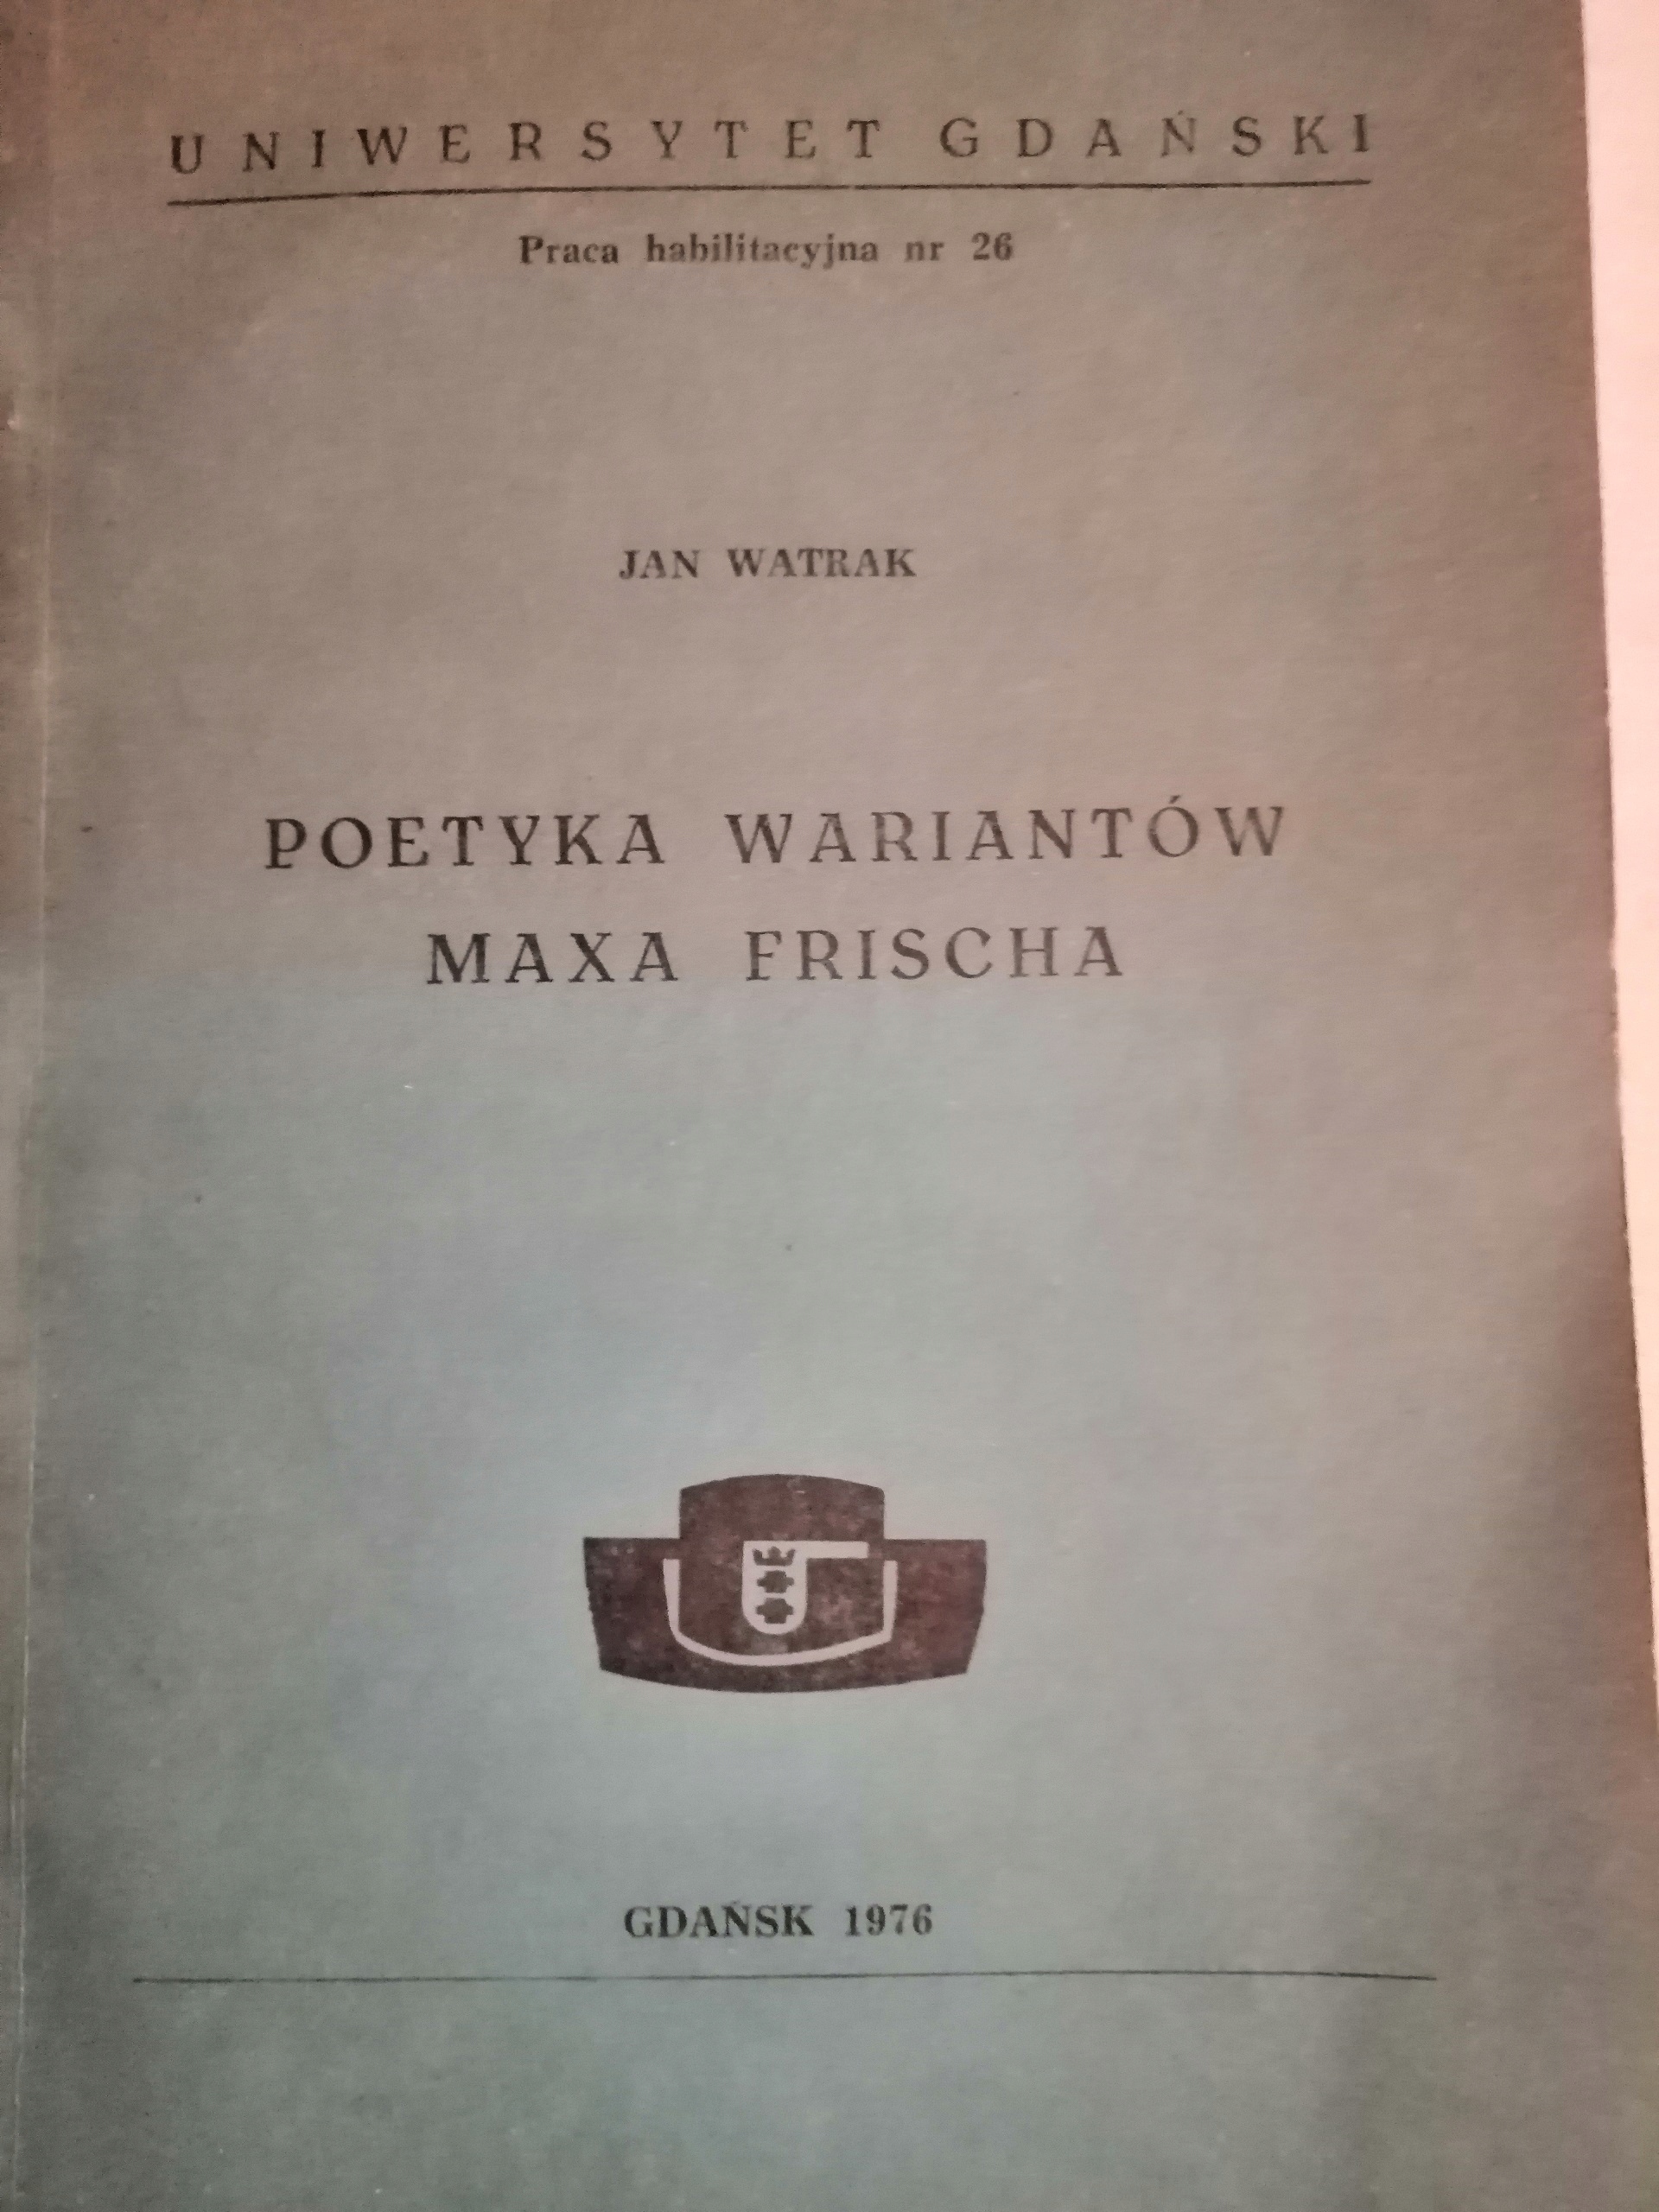 UNIWERSYTET GDAŃSKI
Praca habilitacyjna nr 26
JAN WATRAK
POETYKA WARIANTÓW
MAXA FRISCHA
GDAŃSK 1976